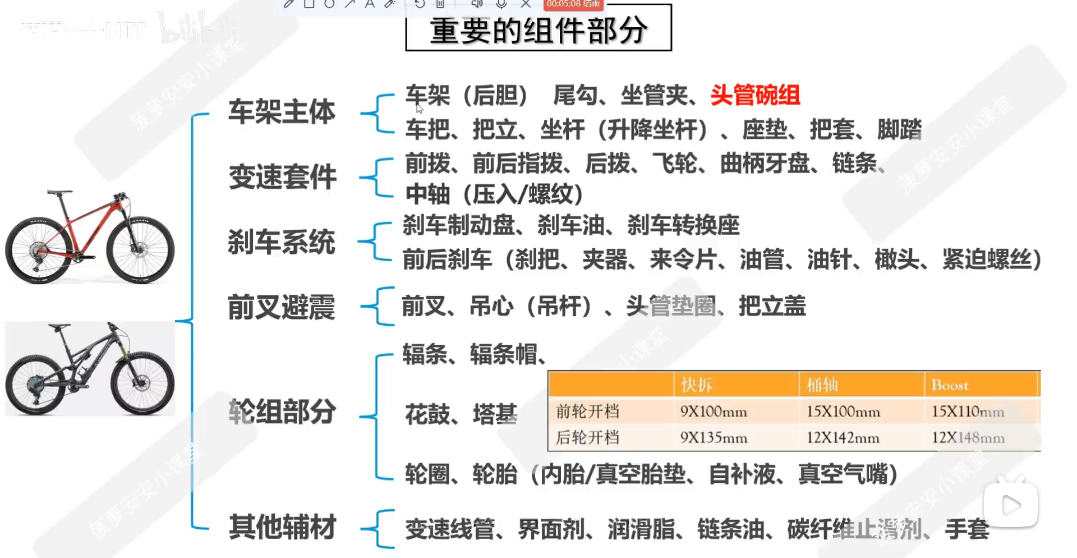 00:05:08 结束
重要的组件部分
车架主体
车架（后胆） 尾勾、坐管夹、头管碗组
车把、把立、坐杆（升降坐杆）、座垫、把套、脚踏
变速套件
前拨、前后指拨、后拨、飞轮、曲柄牙盘、链条、
中轴（压入/螺纹）
刹车系统
刹车制动盘、刹车油、刹车转换座
前后刹车（刹把、夹器、来令片、油管、油针、橄头、紧迫螺丝）
前叉避震
前叉、吊心（吊杆）、头管垫圈、把立盖
轮组部分
辐条、辐条帽、
花鼓、塔基
快拆 桶轴 Boost
前轮开档 9X100mm 15X100mm 15X110mm
后轮开档 9X135mm 12X142mm 12X148mm
轮圈、轮胎（内胎/真空胎垫、自补液、真空气嘴）
其他辅材
变速线管、界面剂、润滑脂、链条油、碳纤维止滑剂、手套
菠萝安安小课堂